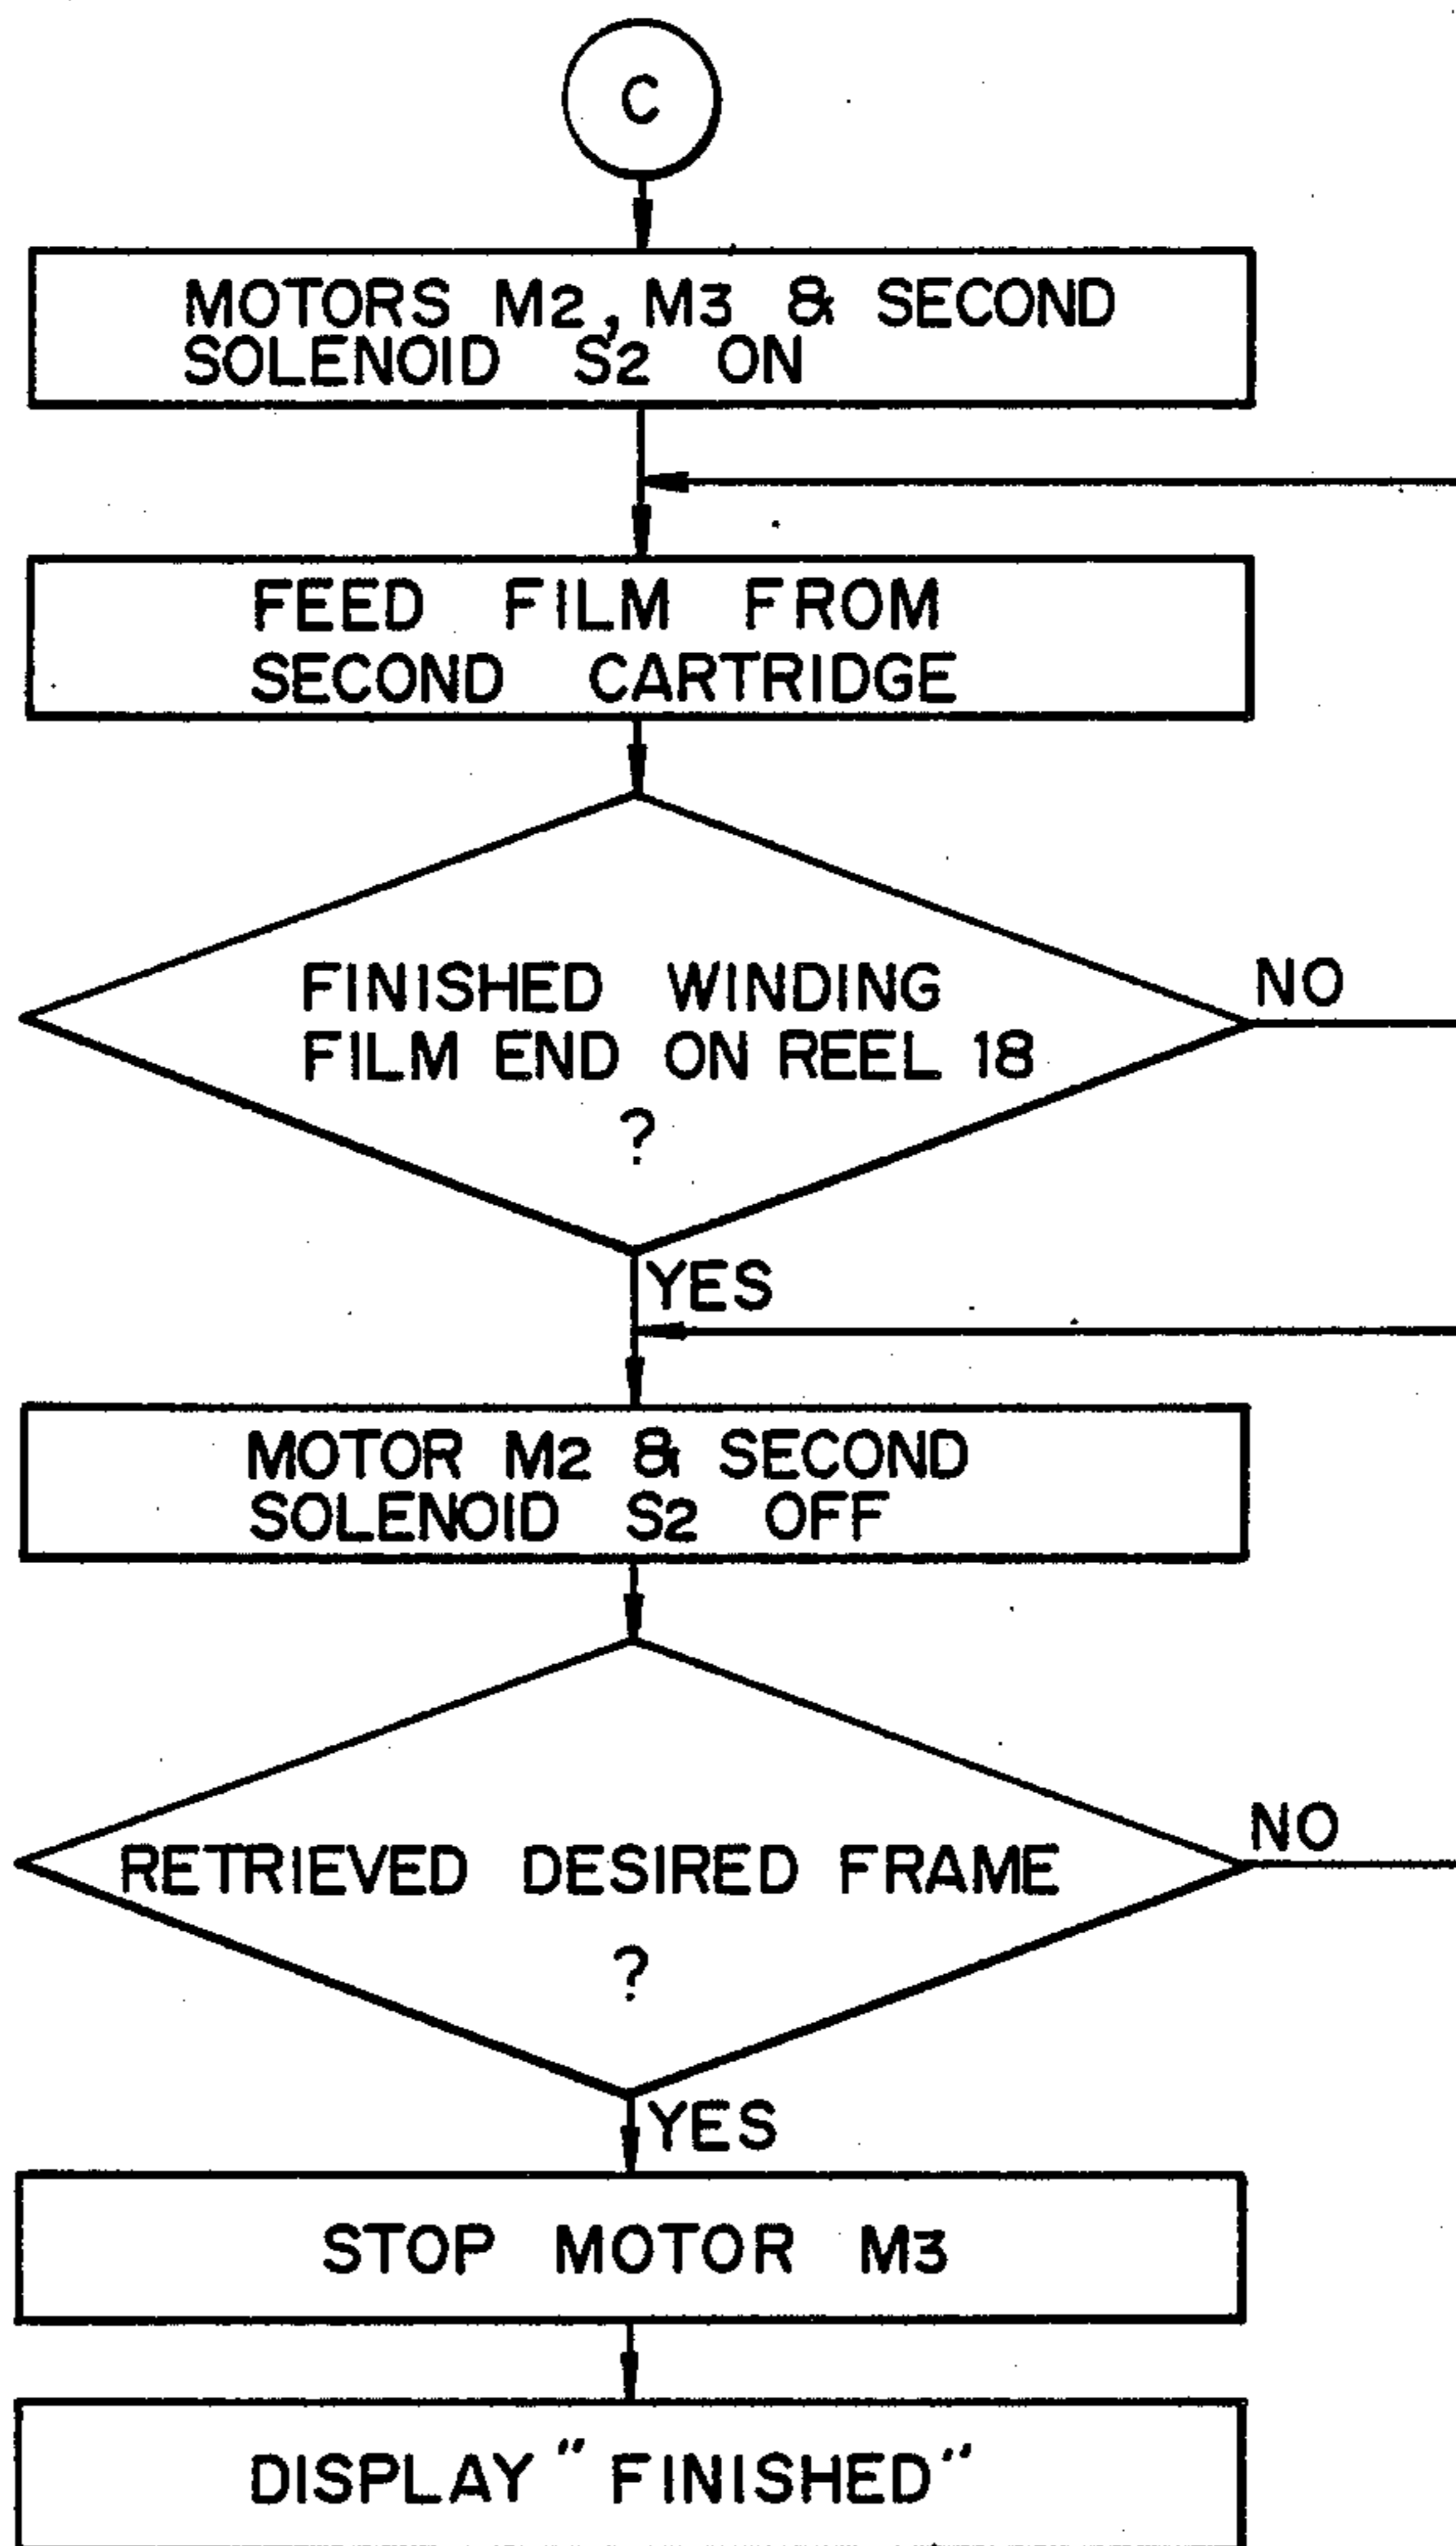 C
MOTORS M2, M3 & SECOND
SOLENOID S2 ON
FEED FILM FROM
SECOND CARTRIDGE
FINISHED WINDING
FILM END ON REEL 18
?
NO
YES
MOTOR M2 & SECOND
SOLENOID S2 OFF
RETRIEVED DESIRED FRAME
?
NO
YES
STOP MOTOR M3
DISPLAY "FINISHED"